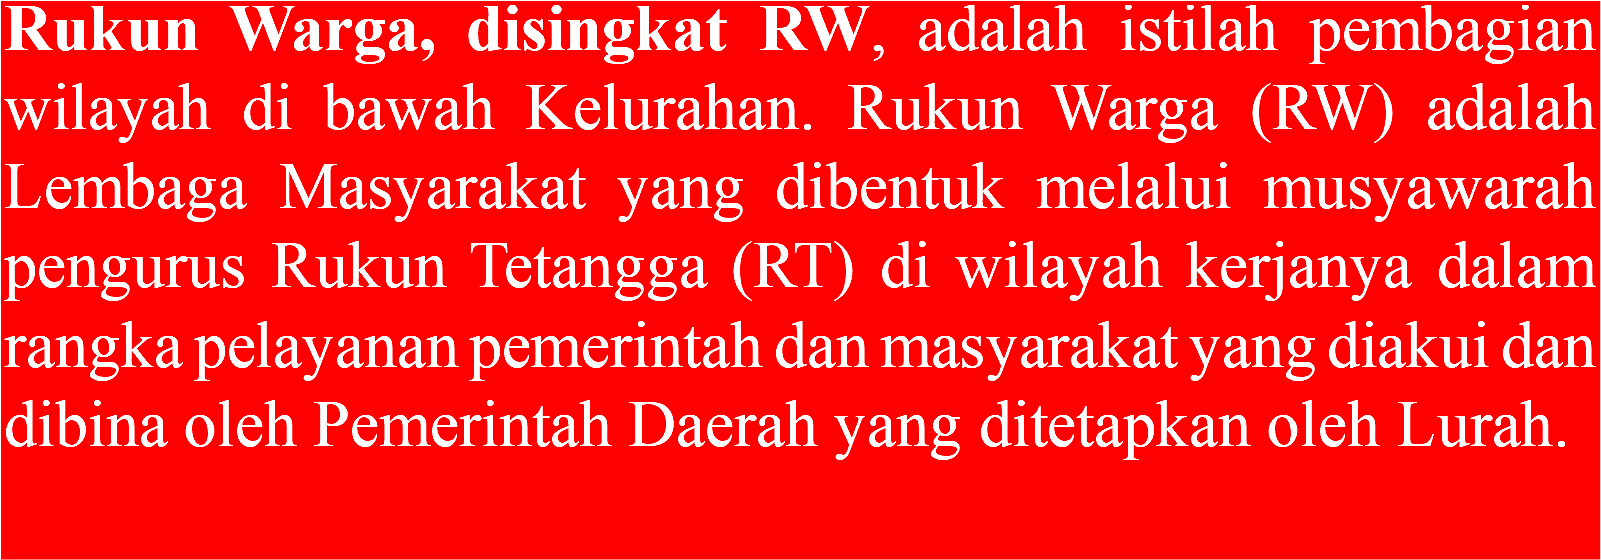 Rukun Warga, disingkat RW, adalah istilah pembagian
wilayah di bawah Kelurahan. Rukun Warga (RW) adalah
Lembaga Masyarakat yang dibentuk melalui musyawarah
pengurus Rukun Tetangga (RT) di wilayah kerjanya dalam
rangka pelayanan pemerintah dan masyarakat yang diakui dan
dibina oleh Pemerintah Daerah yang ditetapkan oleh Lurah.